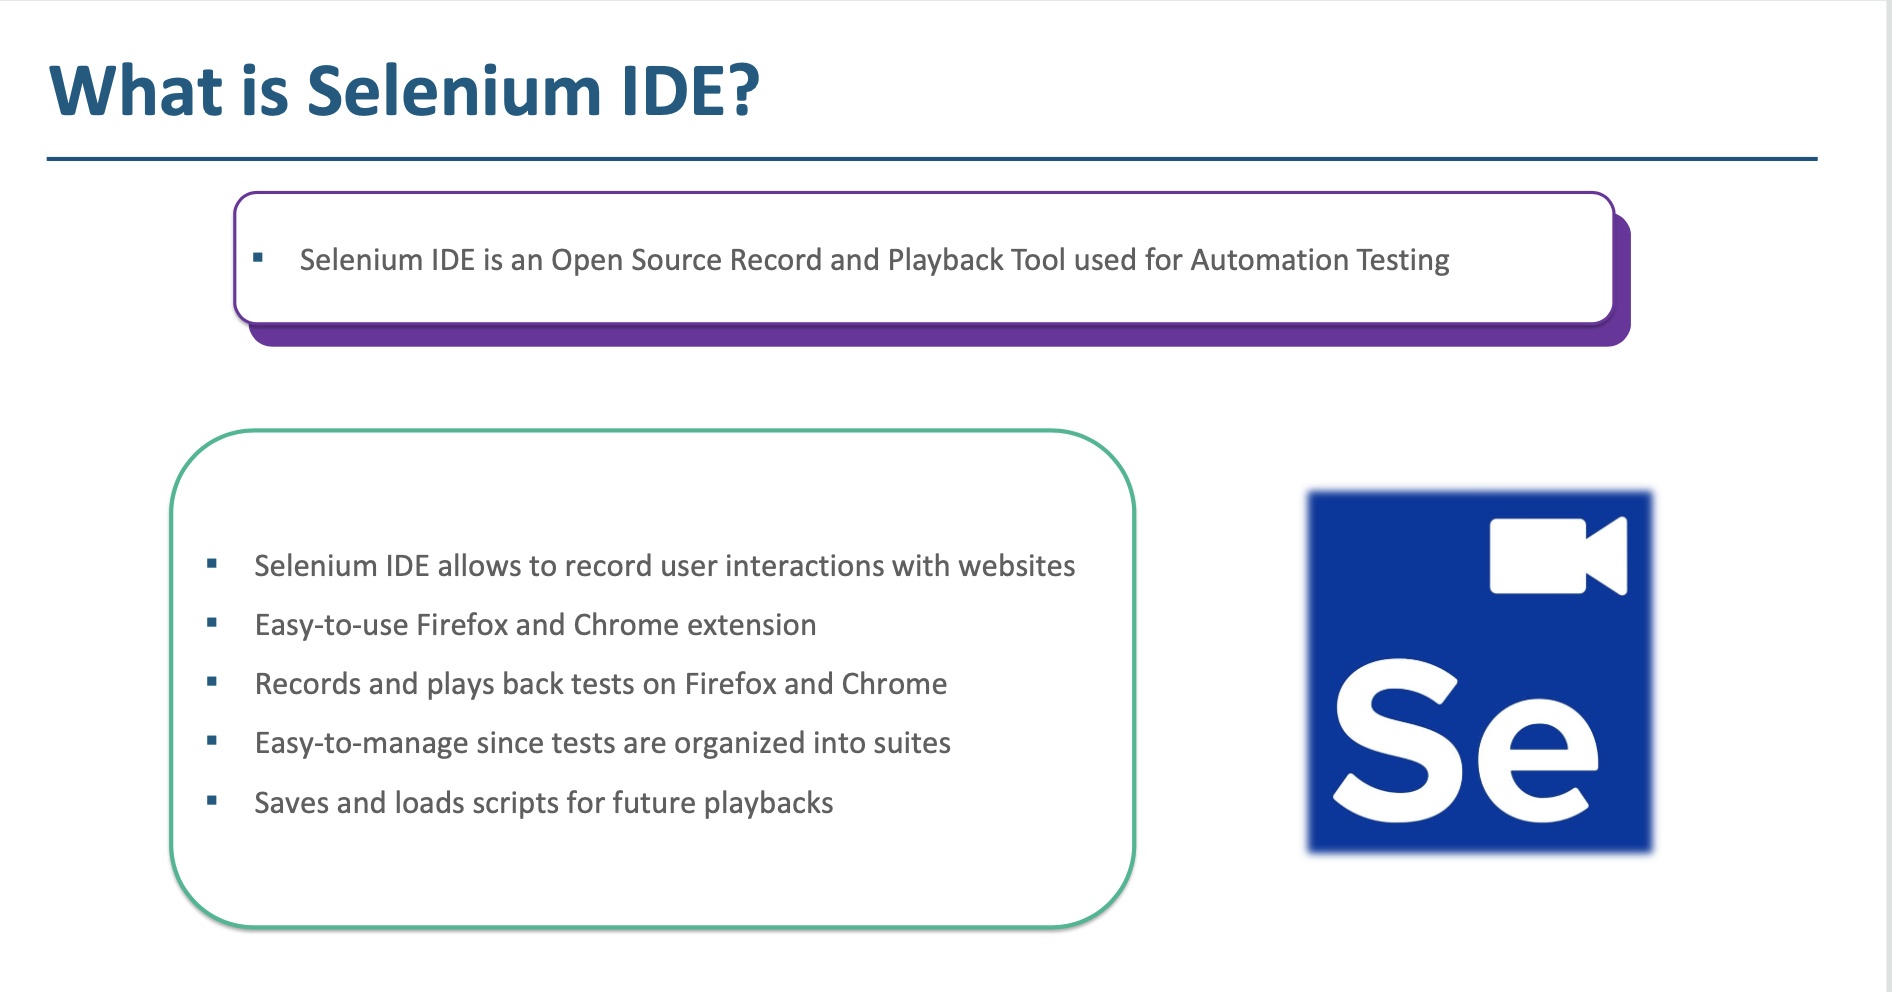 What is Selenium IDE?
▪ Selenium IDE is an Open Source Record and Playback Tool used for Automation Testing
▪ Selenium IDE allows to record user interactions with websites
▪ Easy-to-use Firefox and Chrome extension
▪ Records and plays back tests on Firefox and Chrome
▪ Easy-to-manage since tests are organized into suites
▪ Saves and loads scripts for future playbacks
Se